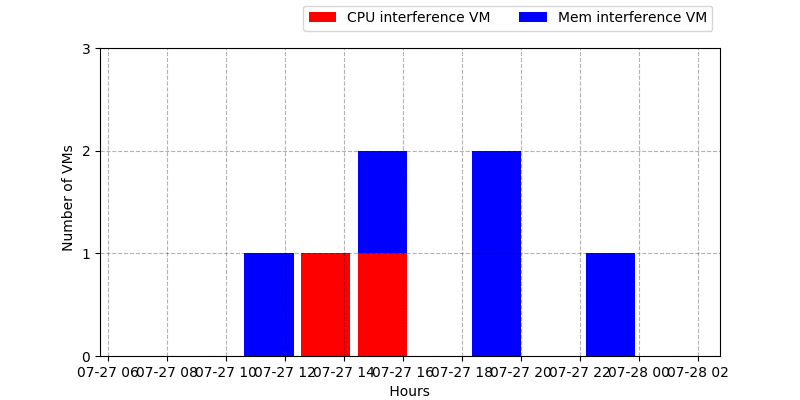 CPU interference VM Mem interference VM
3
2
1
0
Number of VMs
07-27 06 07-27 08 07-27 10 07-27 12 07-27 14 07-27 16 07-27 18 07-27 20 07-27 22 07-28 00 07-28 02
Hours